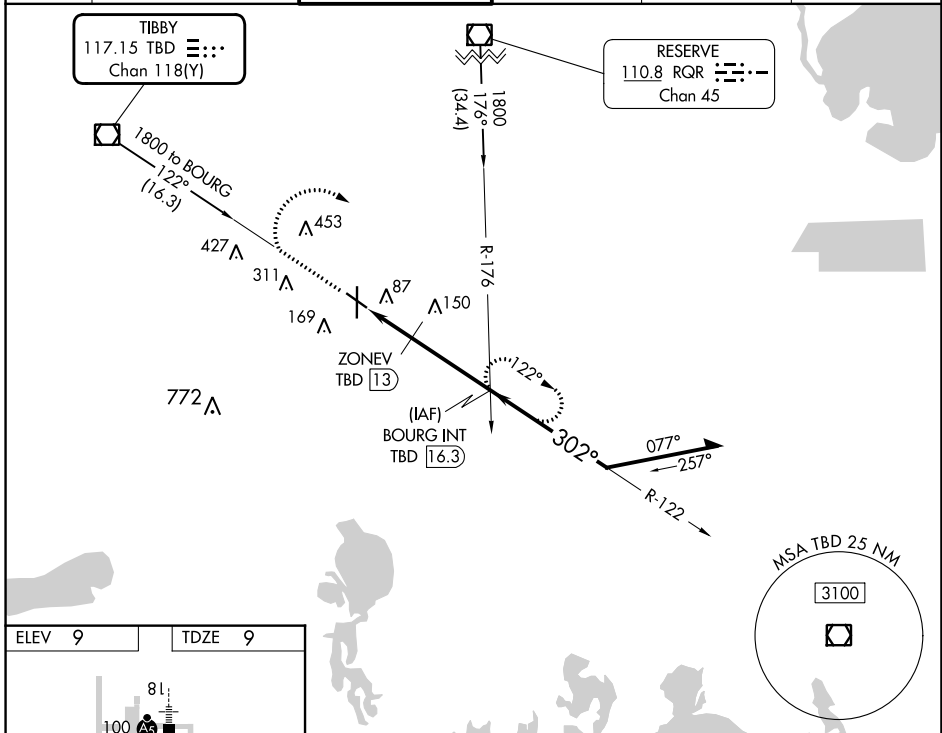 TIBBY
117.15 TBD
Chan 118(Y)
RESERVE
110.8 RQR
Chan 45
1800 to BOURG
122°
(16.3)
1800
176°
(34.4)
R-176
453
427
311
169
87
150
772
ZONEV
TBD 13
(IAF)
BOURG INT
TBD 16.3
122°
302°
077°
257°
R-122
MSA TBD 25 NM
3100
ELEV 9
TDZE 9
18
100
A5